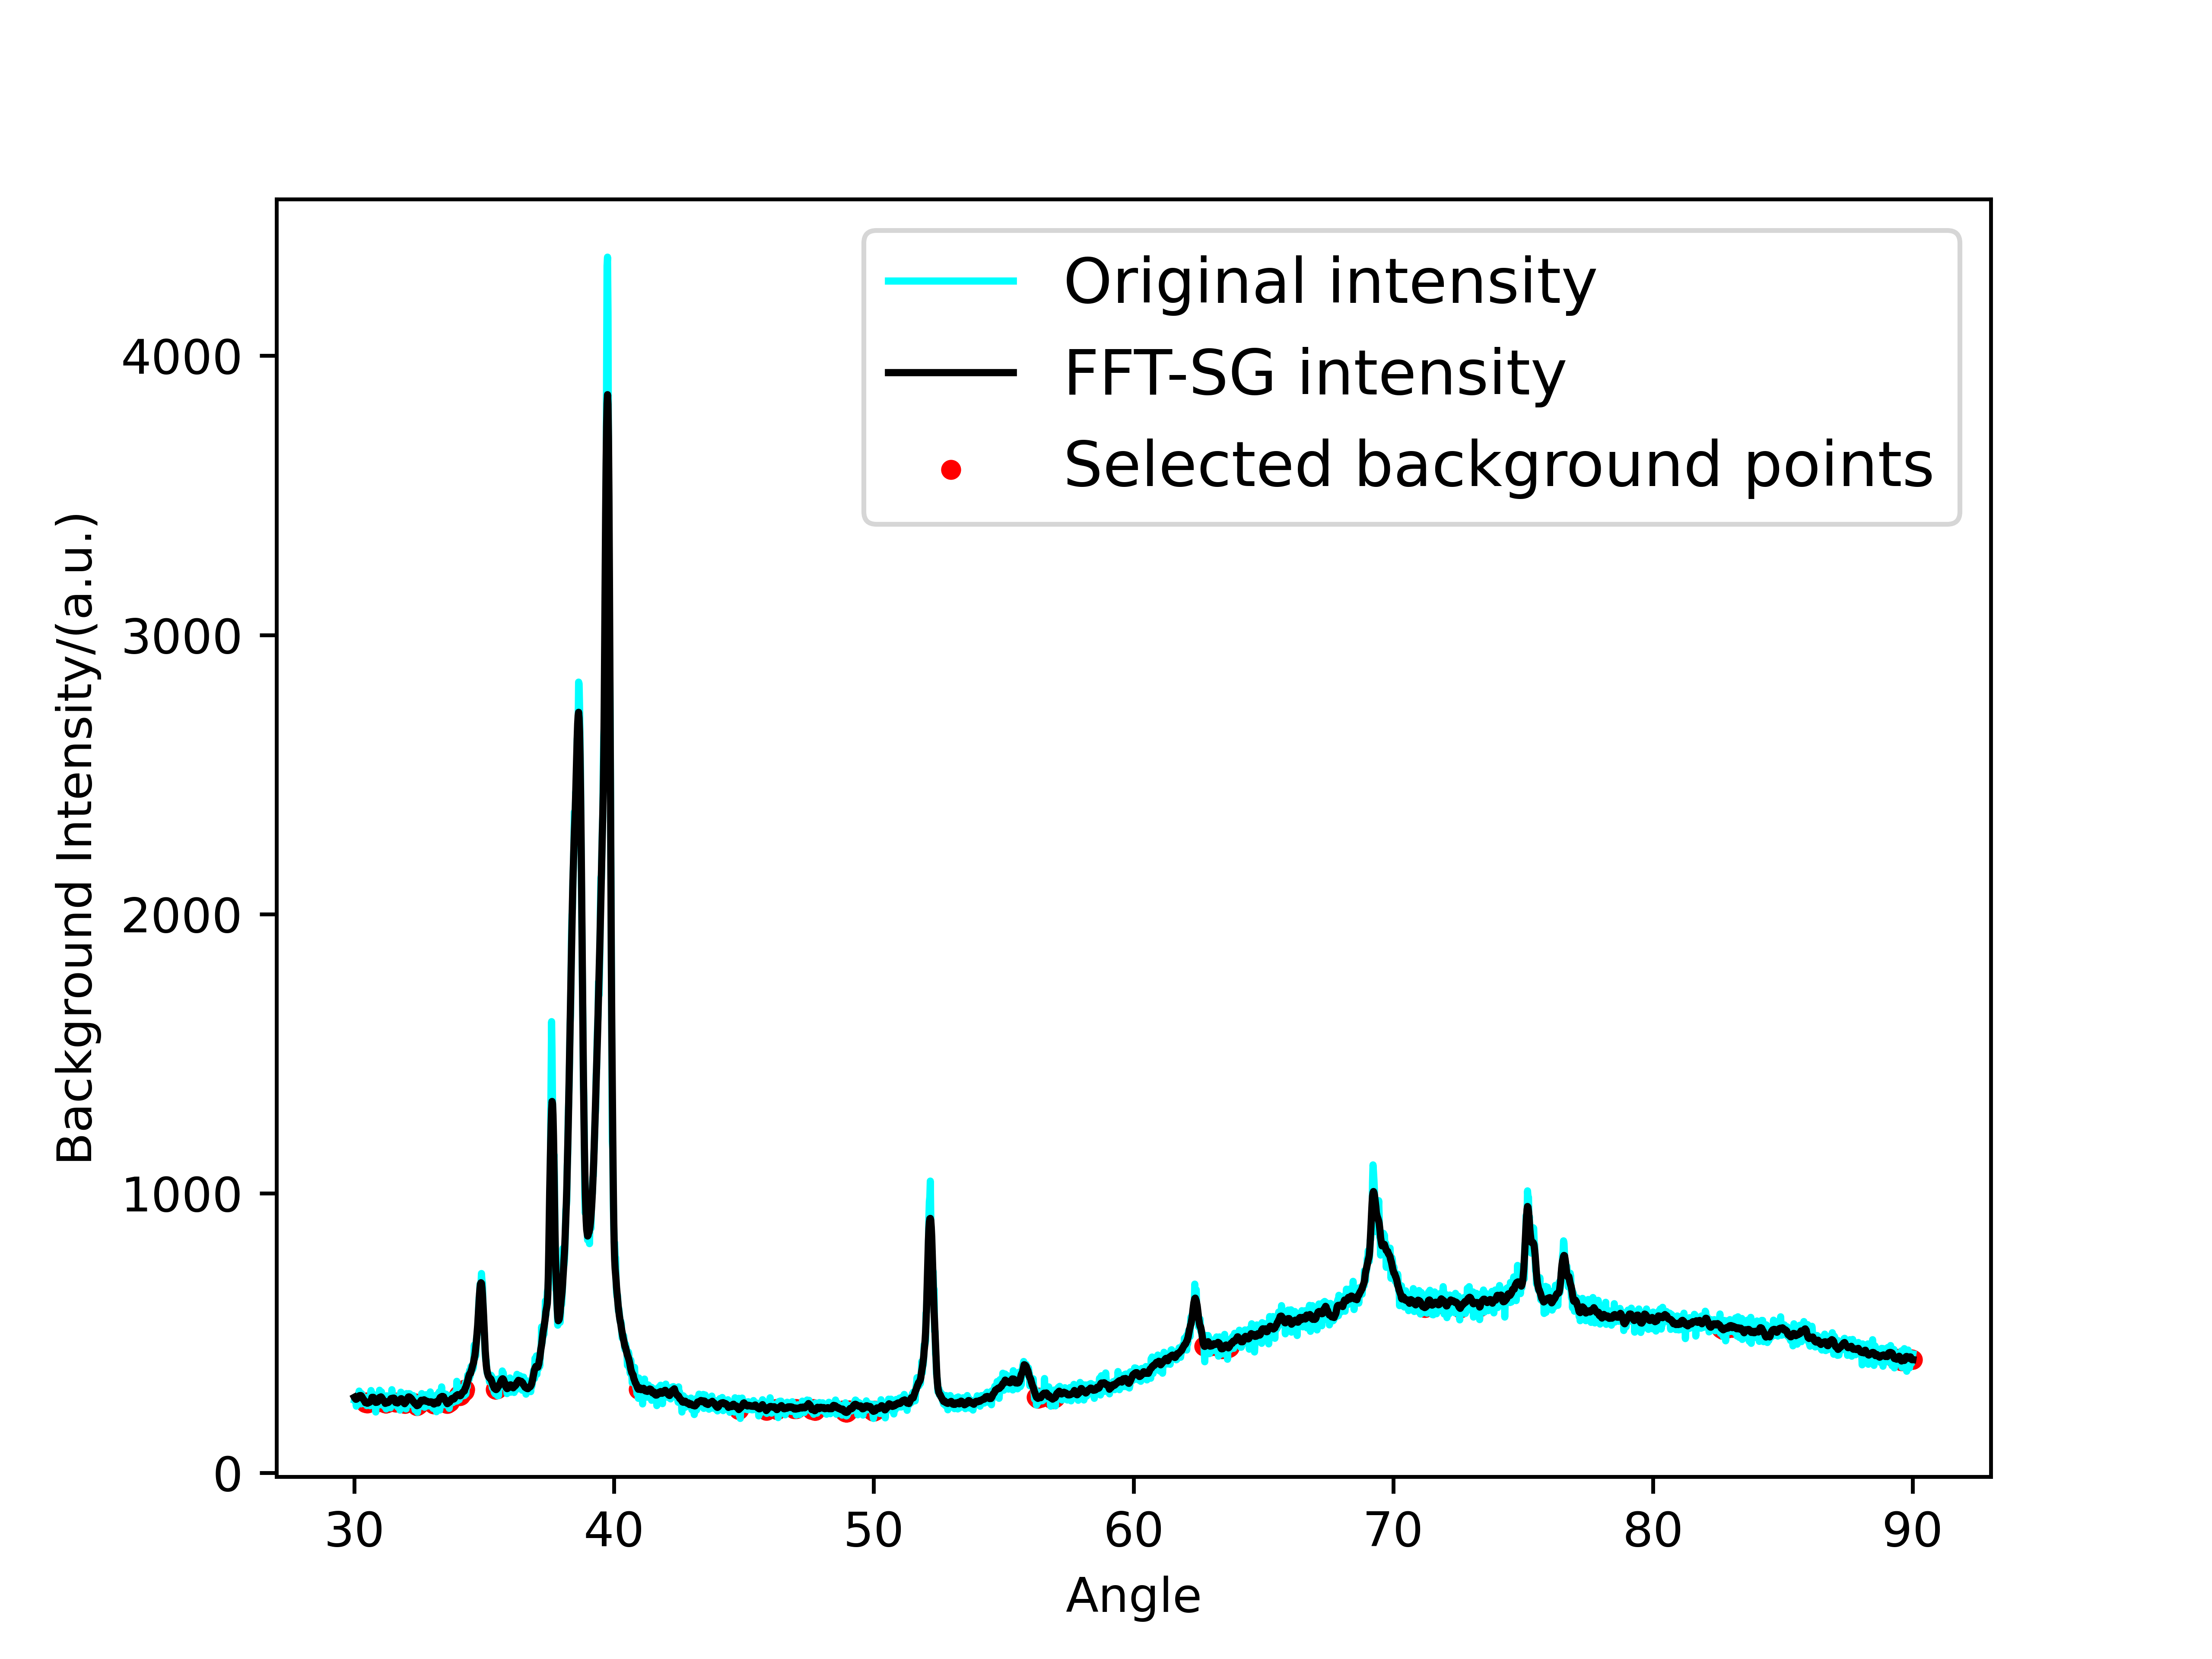 Original intensity
FFT-SG intensity
Selected background points
Background Intensity/(a.u.)
4000
3000
2000
1000
0
30 40 50 60 70 80 90
Angle